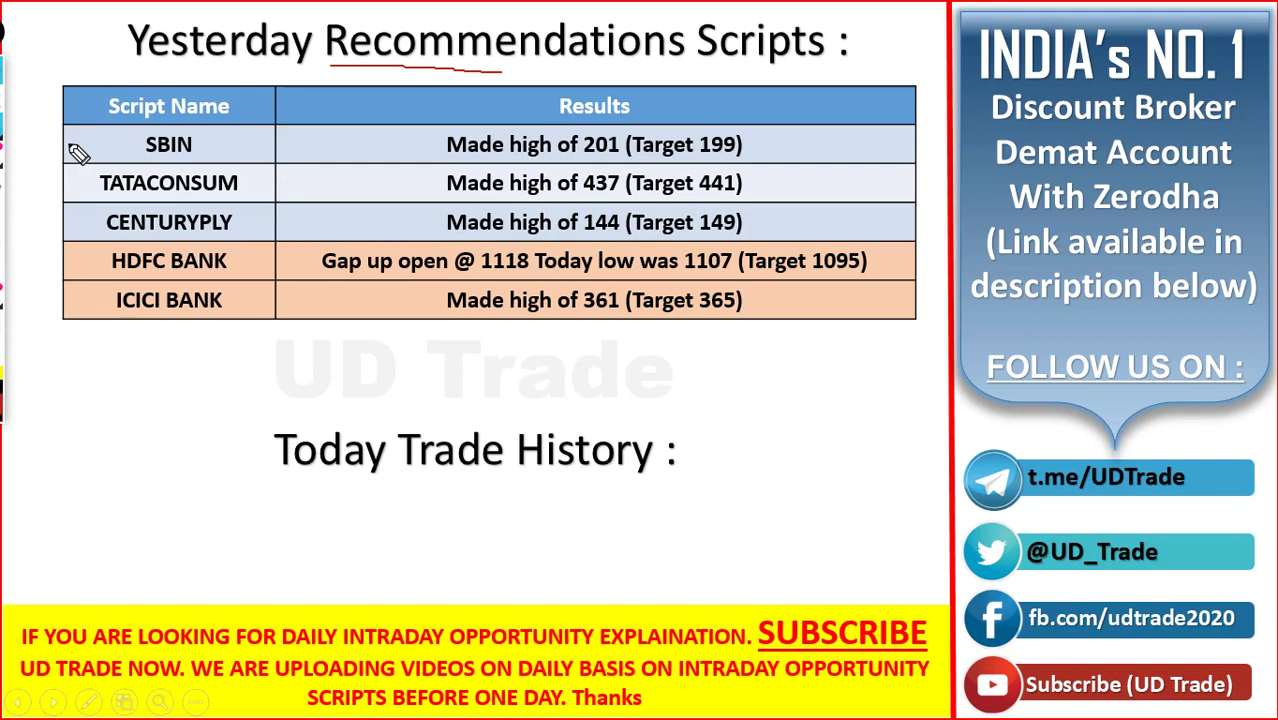 Yesterday Recommendations Scripts :
Script Name Results
SBIN Made high of 201 (Target 199)
TATACONSUM Made high of 437 (Target 441)
CENTURYPLY Made high of 144 (Target 149)
HDFC BANK Gap up open @ 1118 Today low was 1107 (Target 1095)
ICICI BANK Made high of 361 (Target 365)
UD Trade
Today Trade History :
IF YOU ARE LOOKING FOR DAILY INTRADAY OPPORTUNITY EXPLAINATION. SUBSCRIBE
UD TRADE NOW. WE ARE UPLOADING VIDEOS ON DAILY BASIS ON INTRADAY OPPORTUNITY
SCRIPTS BEFORE ONE DAY. Thanks
INDIA's NO. 1
Discount Broker
Demat Account
With Zerodha
(Link available in
description below)
FOLLOW US ON :
t.me/UDTrade
@UD_Trade
fb.com/udtrade2020
Subscribe (UD Trade)